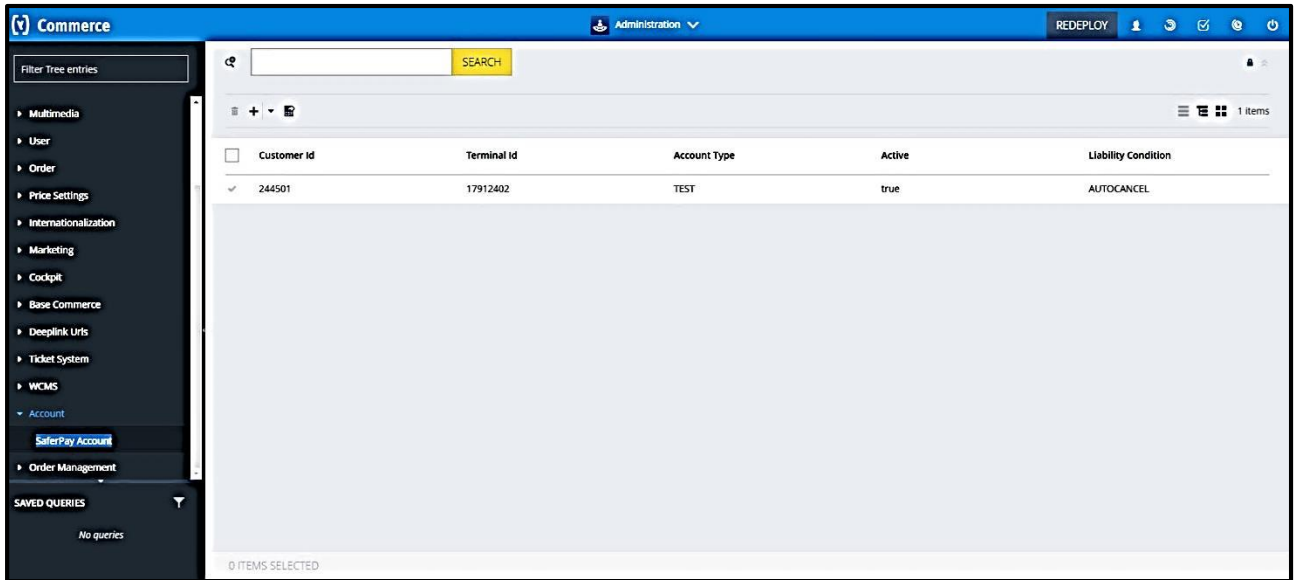 (Y) Commerce
Administration
REDEPLOY
Filter Tree entries
SEARCH
Multimedia
User
Order
Price Settings
Internationalization
Marketing
Cockpit
Base Commerce
Deeplink Urls
Ticket System
WCMS
Account
SaferPay Account
Order Management
SAVED QUERIES
No queries
1 items
Customer Id Terminal Id Account Type Active Liability Condition
244501 17912402 TEST true AUTOCANCEL
0 ITEMS SELECTED